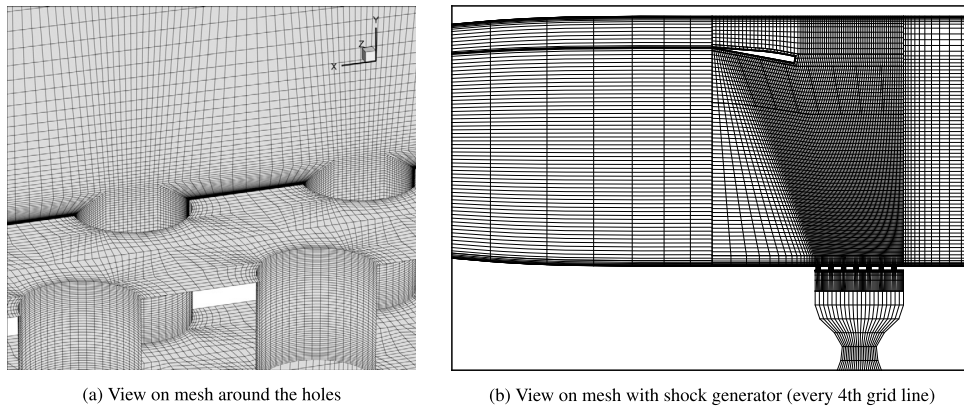 Y
Z
X
(a) View on mesh around the holes
(b) View on mesh with shock generator (every 4th grid line)